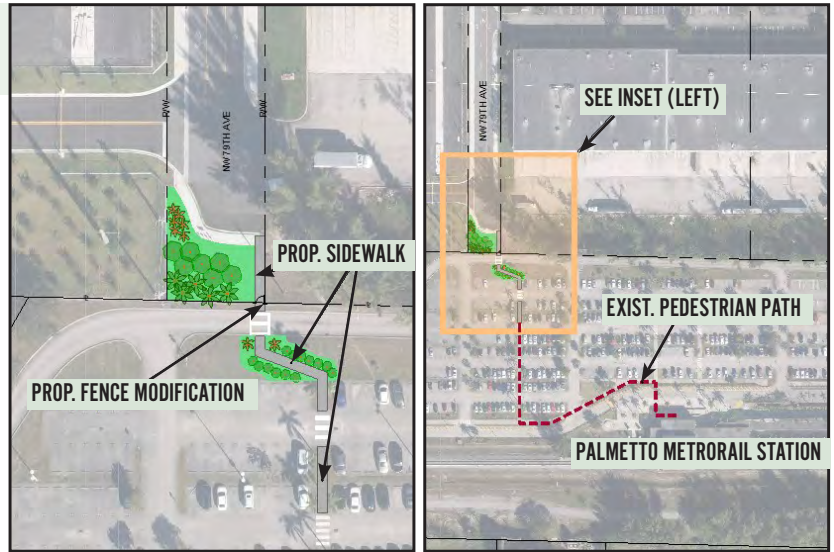 R/W
R/W
NW 79TH AVE
PROP. SIDEWALK
PROP. FENCE MODIFICATION
NW 79TH AVE
SEE INSET (LEFT)
EXIST. PEDESTRIAN PATH
PALMETTO METRORAIL STATION